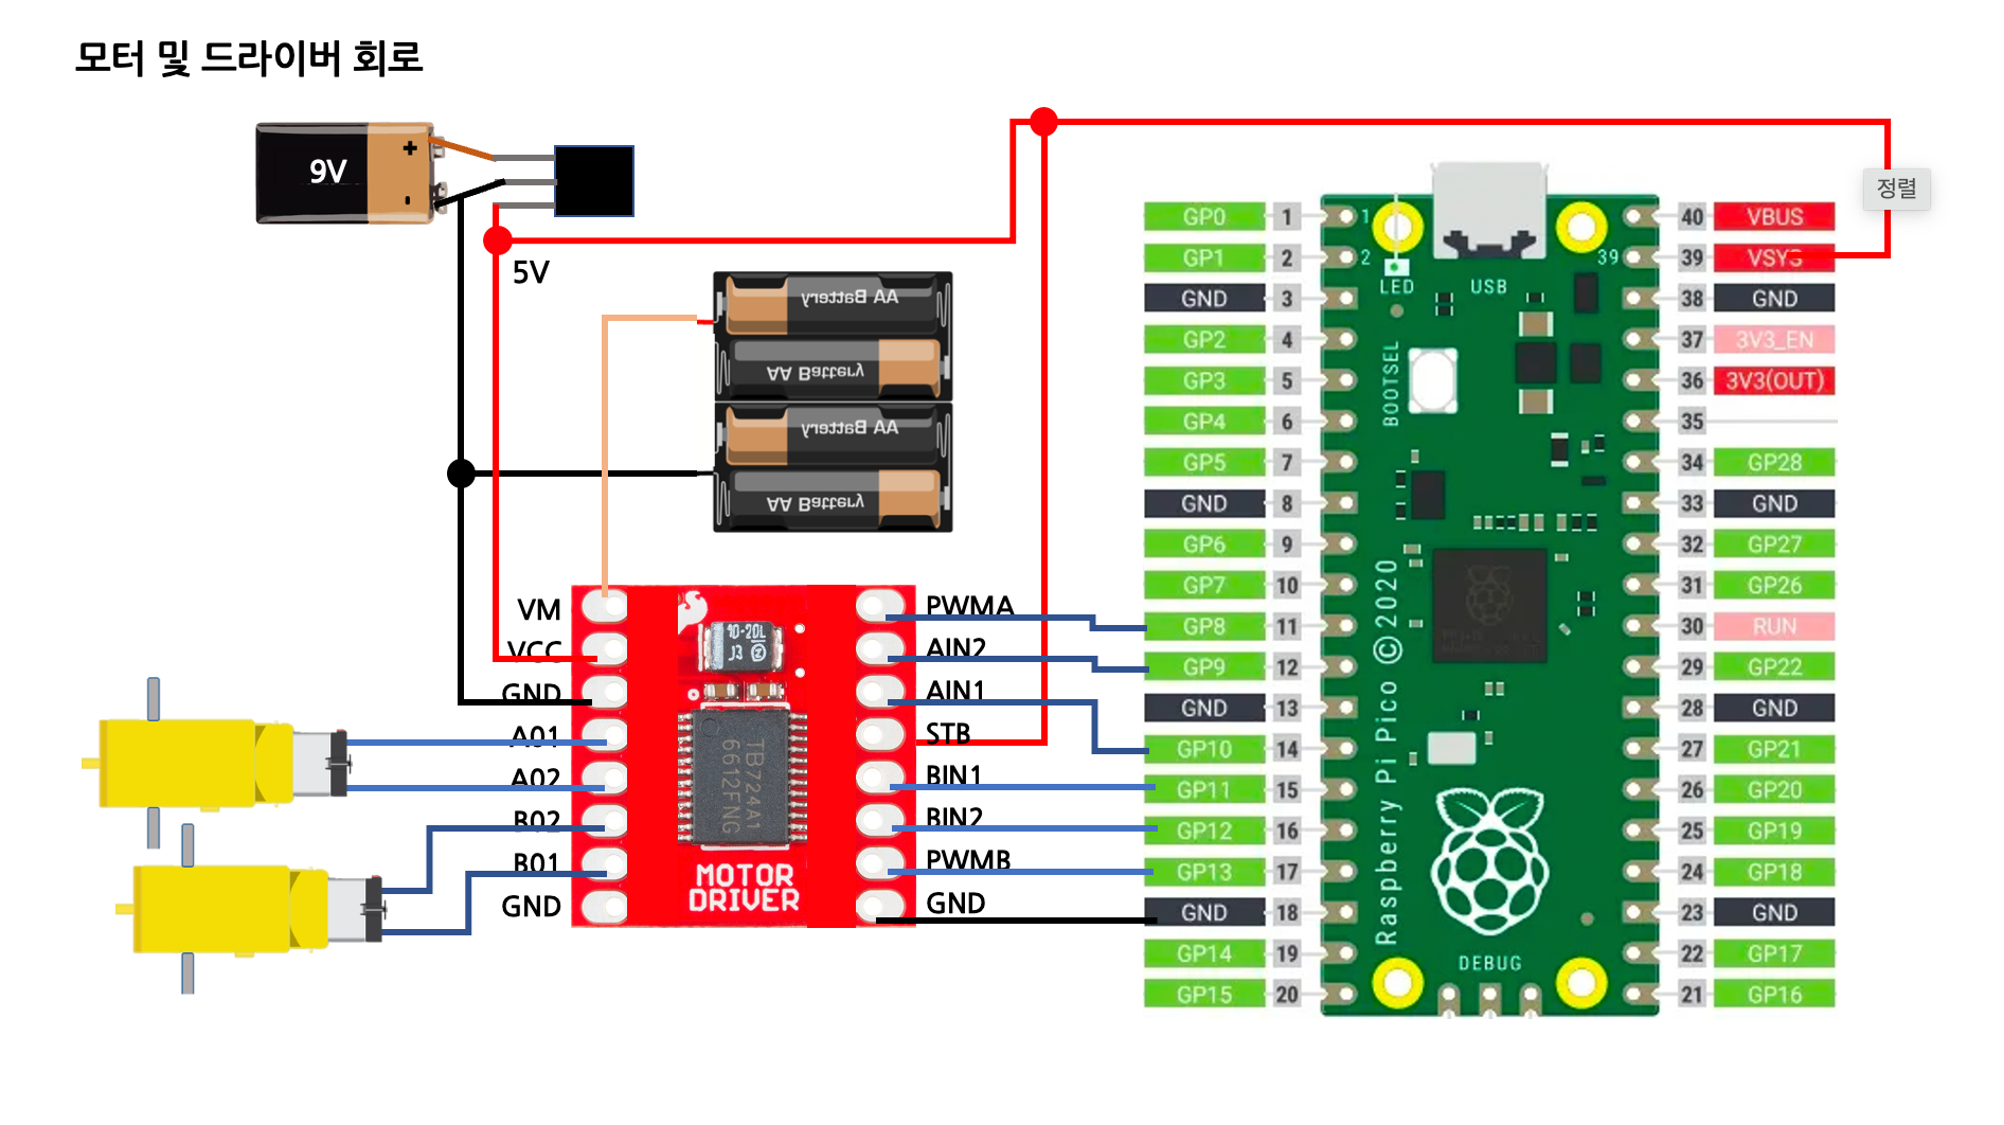 모터 및 드라이버 회로
9V
+
-
5V
정렬
AA Battery
AA Battery
AA Battery
AA Battery
VM
VCC
GND
A01
A02
B02
B01
GND
10-20L
J3
TB724A1
6612FNG
MOTOR
DRIVER
PWMA
AIN2
AIN1
STB
BIN1
BIN2
PWMB
GND
GP0 1
GP1 2
GND 3
GP2 4
GP3 5
GP4 6
GP5 7
GND 8
GP6 9
GP7 10
GP8 11
GP9 12
GND 13
GP10 14
GP11 15
GP12 16
GP13 17
GND 18
GP14 19
GP15 20
1
2
39
LED
USB
BOOTSEL
Raspberry Pi Pico © 2020
DEBUG
40 VBUS
39 VSYS
38 GND
37 3V3_EN
36 3V3(OUT)
35
34 GP28
33 GND
32 GP27
31 GP26
30 RUN
29 GP22
28 GND
27 GP21
26 GP20
25 GP19
24 GP18
23 GND
22 GP17
21 GP16